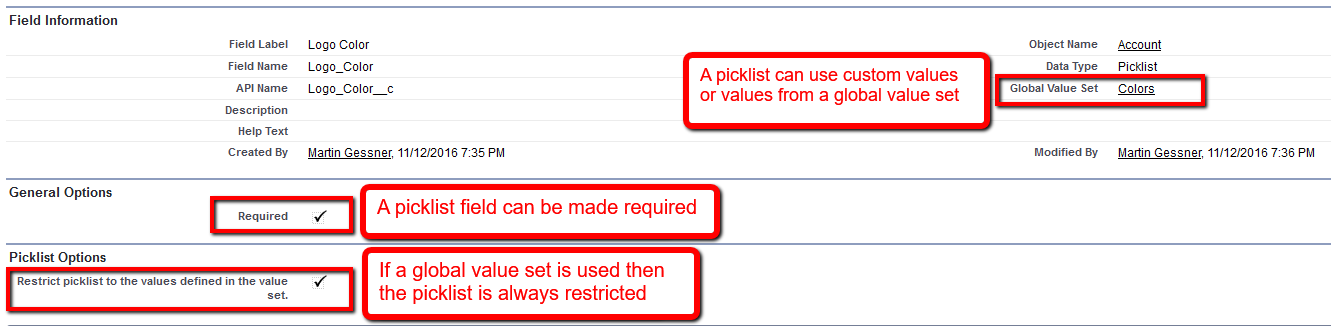 Field Information
Field Label Logo Color
Object Name Account
Field Name Logo_Color
Data Type Picklist
API Name Logo_Color__c
Global Value Set Colors
A picklist can use custom values
or values from a global value set
Description
Help Text
Created By Martin Gessner, 11/12/2016 7:35 PM
Modified By Martin Gessner, 11/12/2016 7:36 PM
General Options
Required ✓
A picklist field can be made required
Picklist Options
Restrict picklist to the values defined in the value
set. ✓
If a global value set is used then
the picklist is always restricted